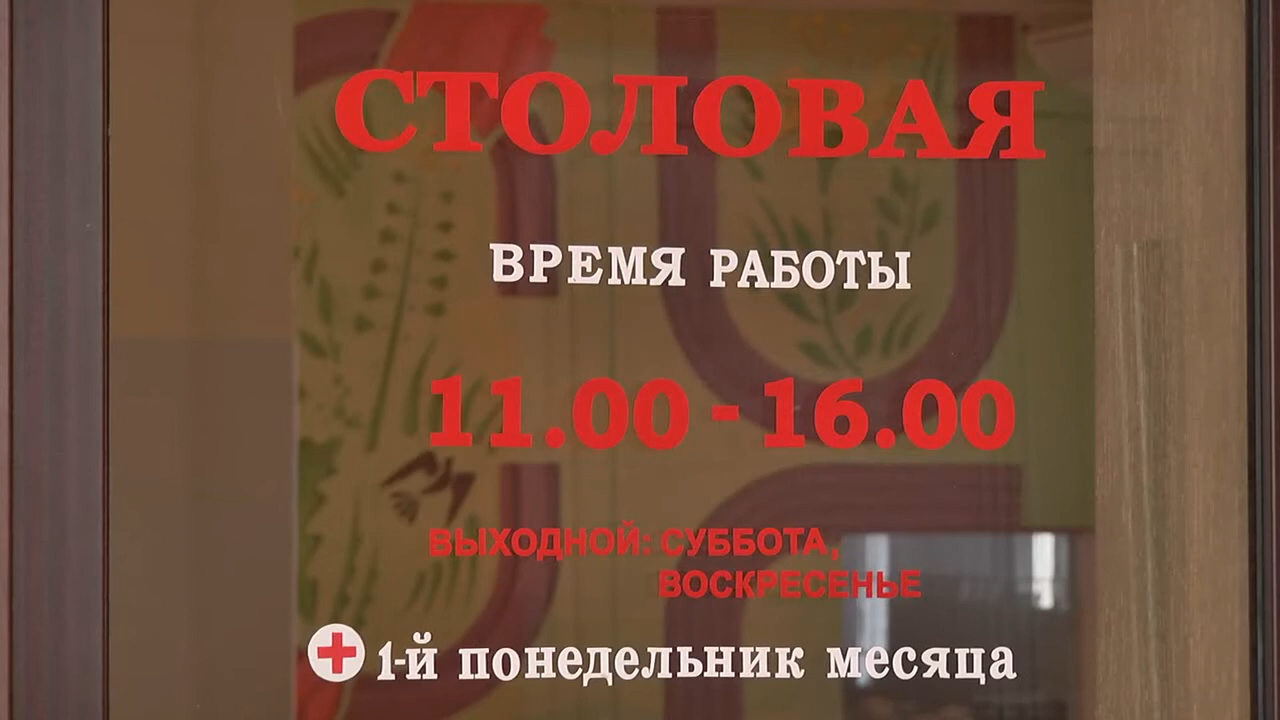 СТОЛОВАЯ
ВРЕМЯ РАБОТЫ
11.00 - 16.00
ВЫХОДНОЙ: СУББОТА,
ВОСКРЕСЕНЬЕ
1-й понедельник месяца